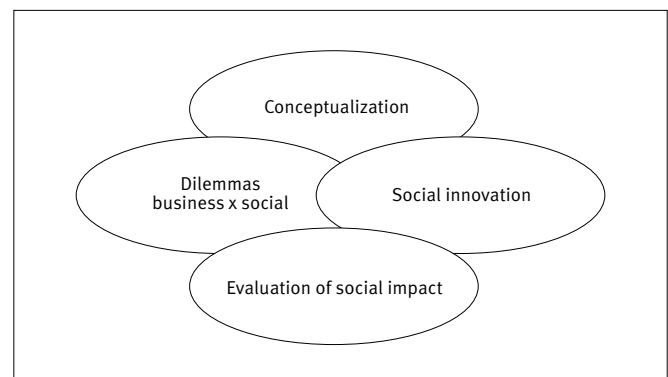 Conceptualization
Dilemmas
business x social
Social innovation
Evaluation of social impact